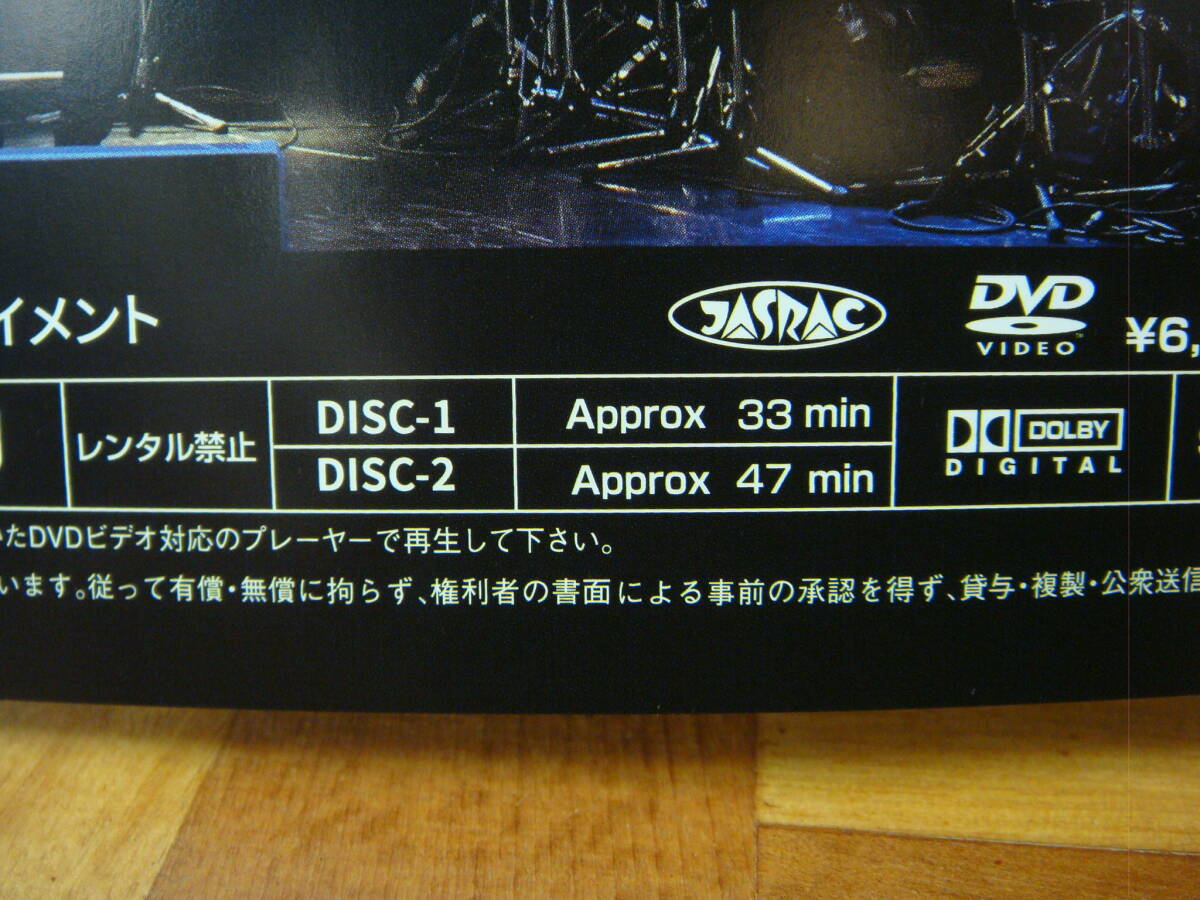 イメント
JASRAC
DVD
VIDEO™
¥6,
レンタル禁止
DISC-1 Approx 33 min
DISC-2 Approx 47 min
DOLBY
DIGITAL
たDVDビデオ対応のプレーヤーで再生して下さい。
います。従って有償・無償に拘らず、権利者の書面による事前の承認を得ず、貸与・複製・公衆送信